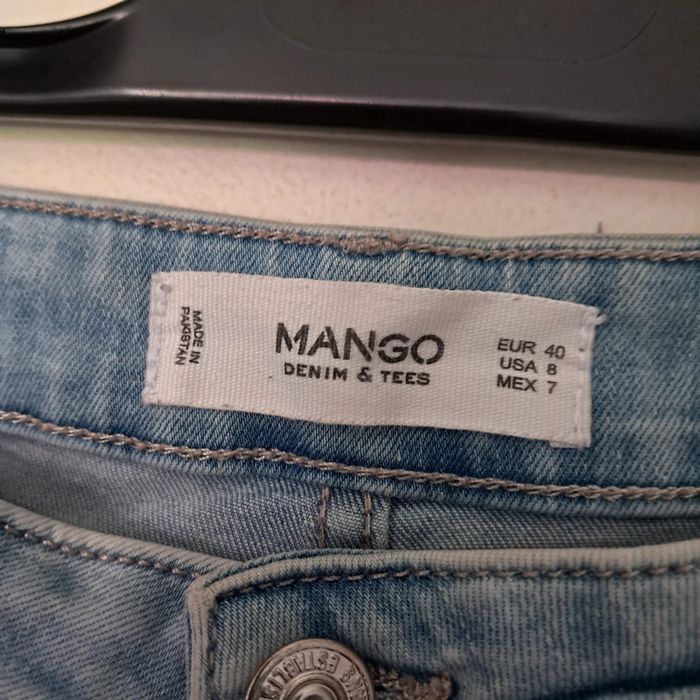 MADE IN
PAKISTAN
MANGO
DENIM & TEES
EUR 40
USA 8
MEX 7